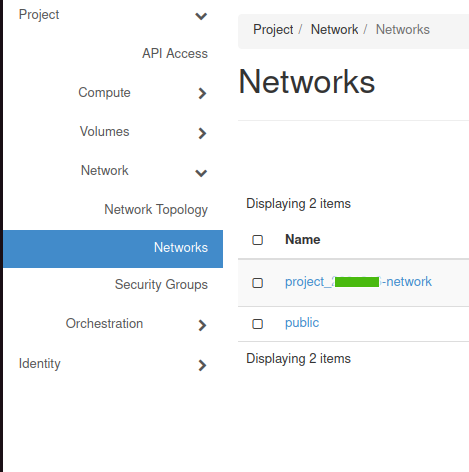 Project
API Access
Compute
Volumes
Network
Network Topology
Networks
Security Groups
Orchestration
Identity
Project / Network / Networks
Networks
Displaying 2 items
Name
project_ -network
public
Displaying 2 items